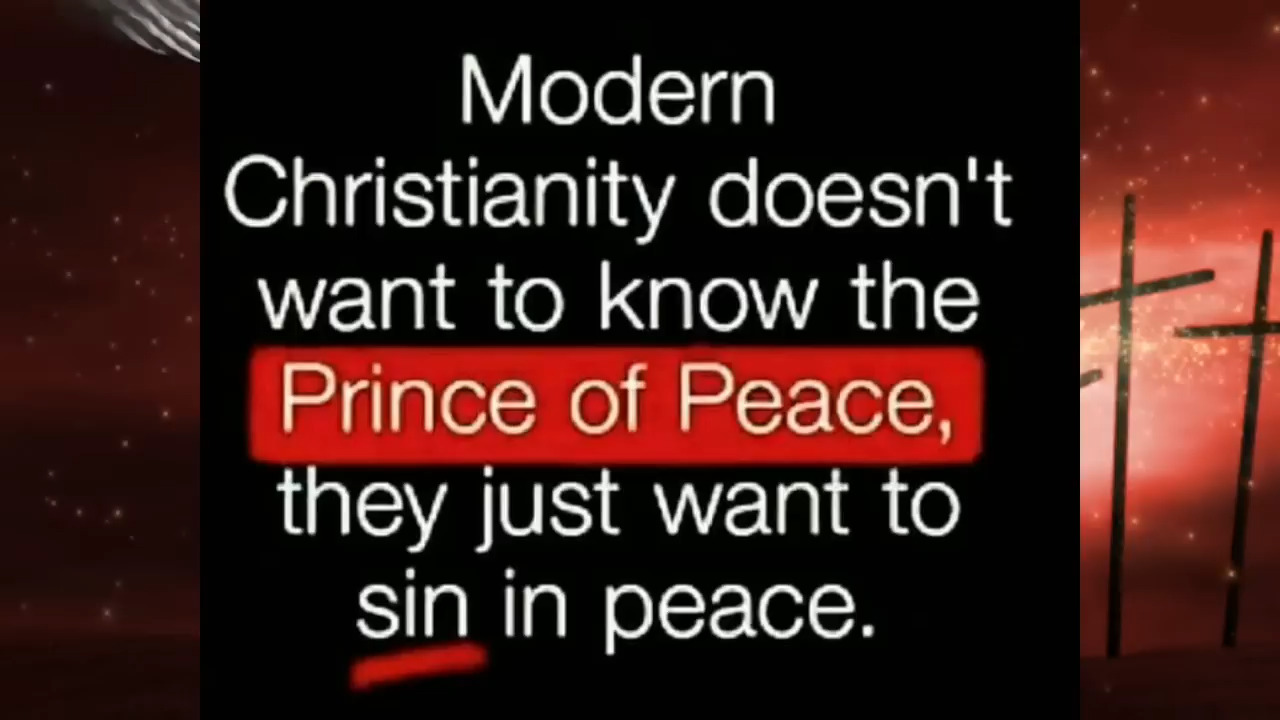 Modern
Christianity doesn't
want to know the
Prince of Peace,
they just want to
sin in peace.